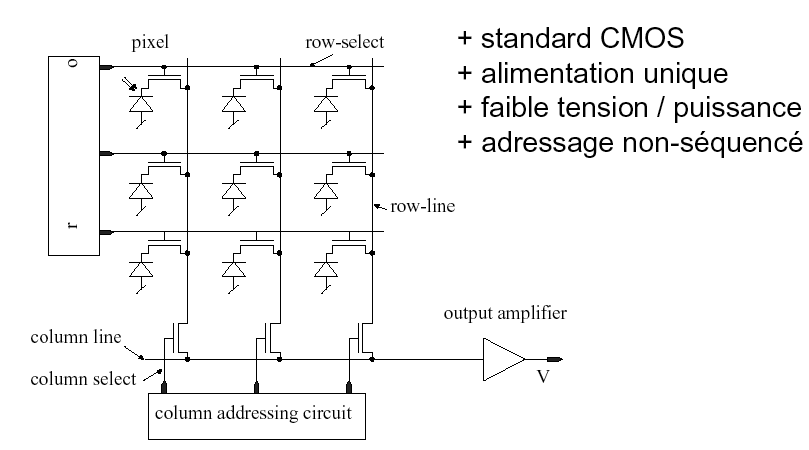 pixel
row-select
+ standard CMOS
+ alimentation unique
+ faible tension / puissance
+ adressage non-séquencé
o
r
row-line
output amplifier
column line
column select
V
column addressing circuit